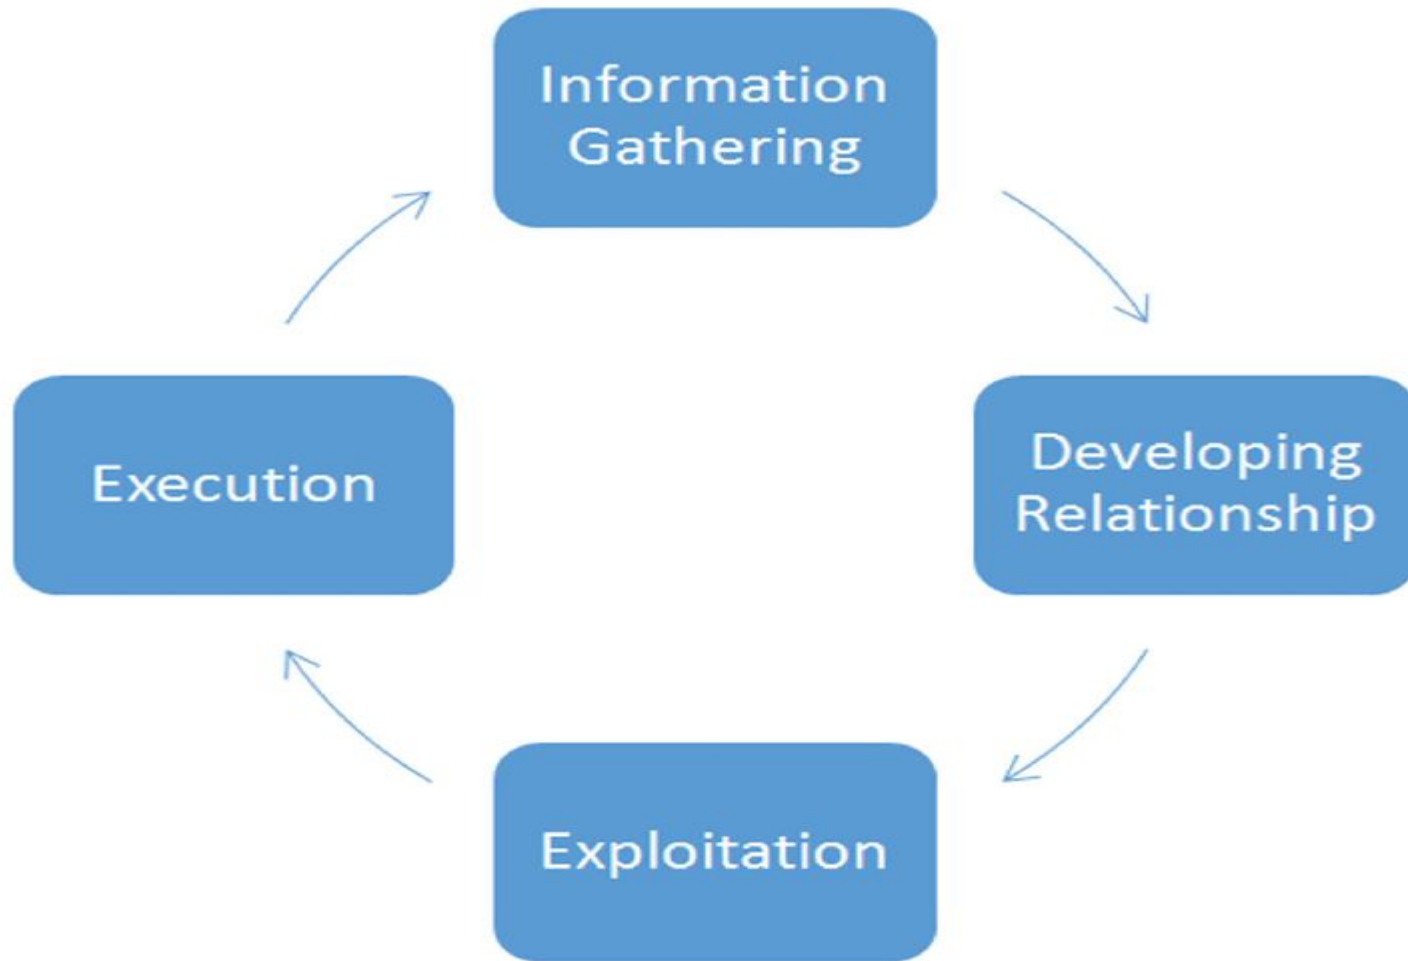 Information
Gathering
Developing
Relationship
Exploitation
Execution